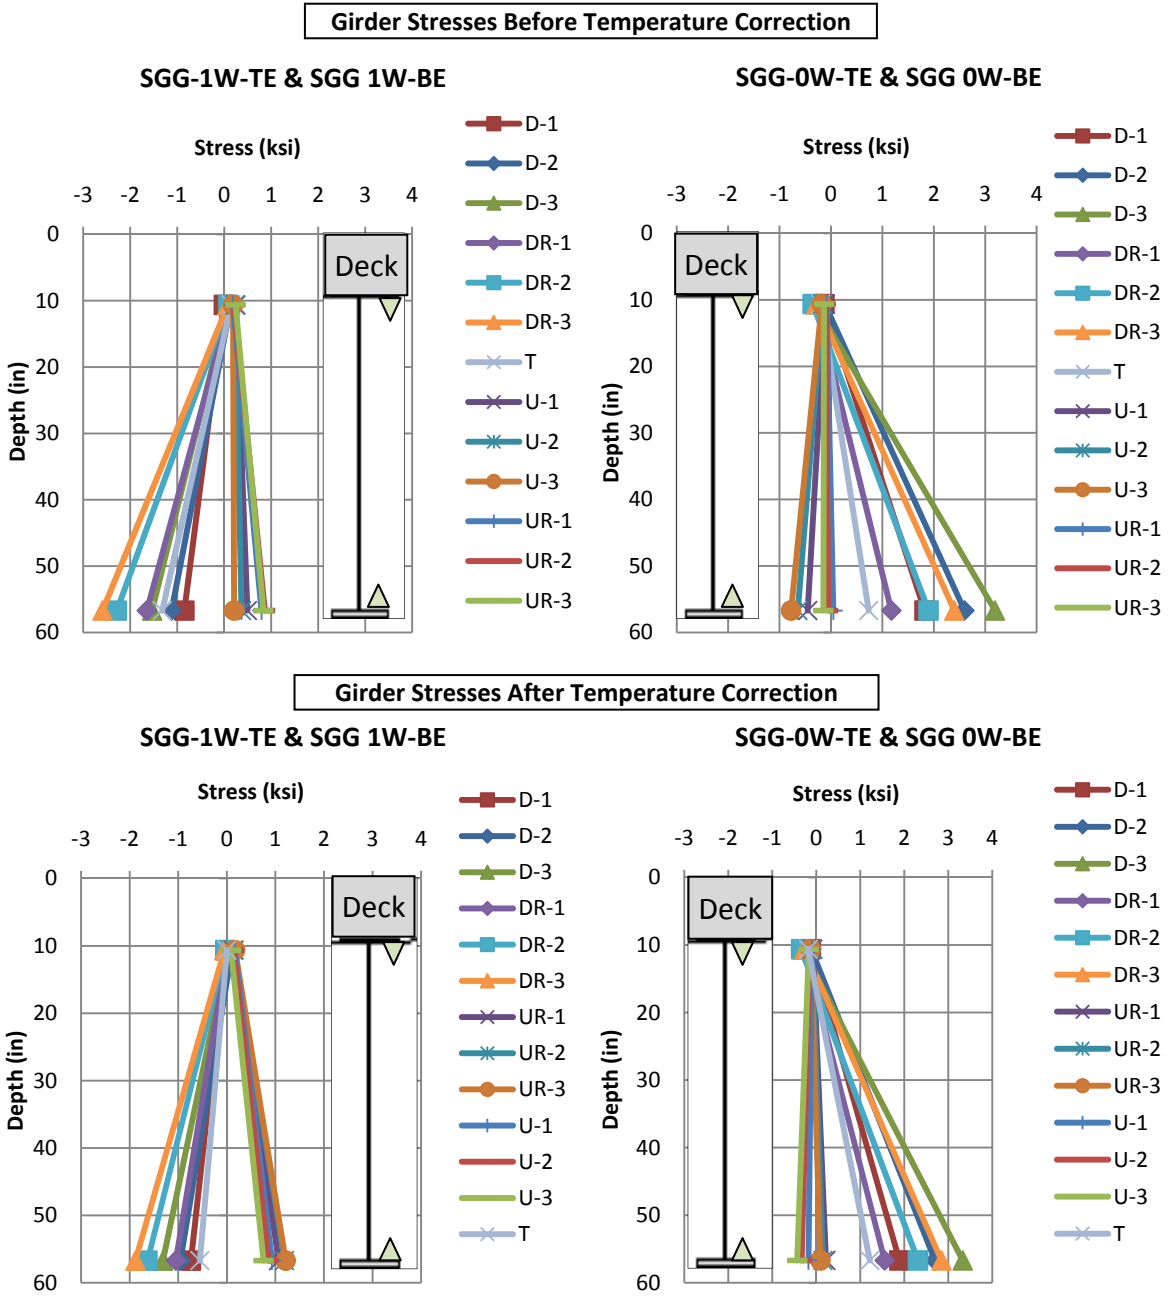 Girder Stresses Before Temperature Correction
SGG-1W-TE & SGG 1W-BE
Stress (ksi)
-3 -2 -1 0 1 2 3 4
Depth (in)
0
10
20
30
40
50
60
Deck
D-1
D-2
D-3
DR-1
DR-2
DR-3
T
U-1
U-2
U-3
UR-1
UR-2
UR-3
SGG-0W-TE & SGG 0W-BE
Stress (ksi)
-3 -2 -1 0 1 2 3 4
Depth (in)
0
10
20
30
40
50
60
Deck
D-1
D-2
D-3
DR-1
DR-2
DR-3
T
U-1
U-2
U-3
UR-1
UR-2
UR-3
Girder Stresses After Temperature Correction
SGG-1W-TE & SGG 1W-BE
Stress (ksi)
-3 -2 -1 0 1 2 3 4
Depth (in)
0
10
20
30
40
50
60
Deck
D-1
D-2
D-3
DR-1
DR-2
DR-3
UR-1
UR-2
UR-3
U-1
U-2
U-3
T
SGG-0W-TE & SGG 0W-BE
Stress (ksi)
-3 -2 -1 0 1 2 3 4
Depth (in)
0
10
20
30
40
50
60
Deck
D-1
D-2
D-3
DR-1
DR-2
DR-3
UR-1
UR-2
UR-3
U-1
U-2
U-3
T